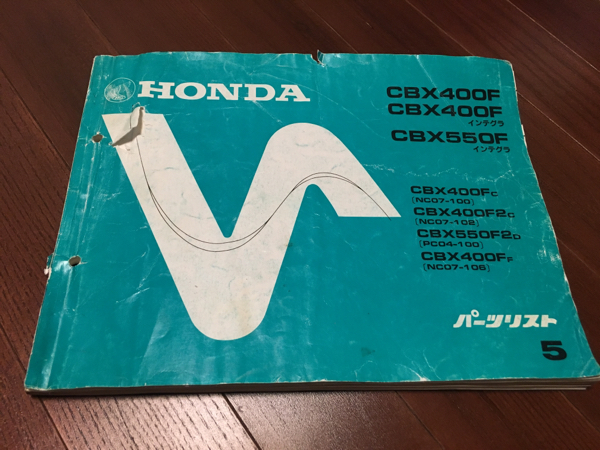 HONDA
CBX400F
CBX400F
インテグラ
CBX550F
インテグラ
CBX400Fc
(NC07-100)
CBX400F2c
(NC07-102)
CBX550F2D
(PC04-100)
CBX400FF
(NC07-106)
パーツリスト
5